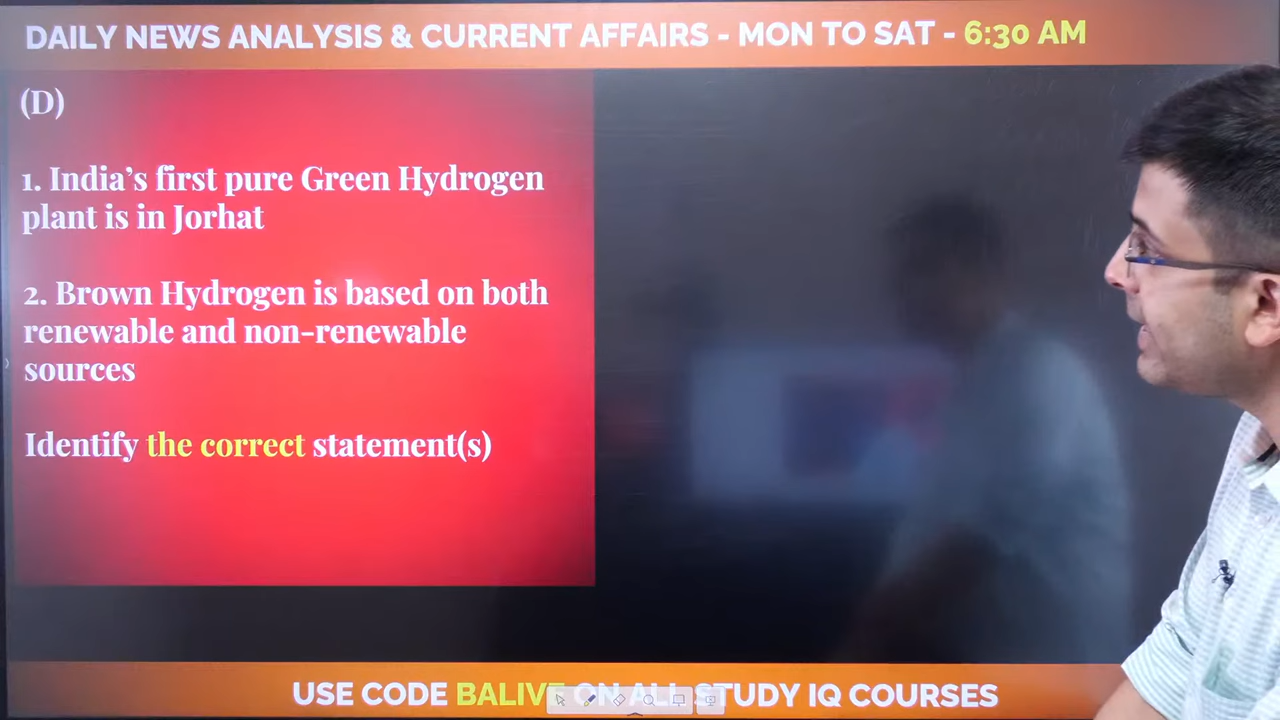 DAILY NEWS ANALYSIS & CURRENT AFFAIRS - MON TO SAT - 6:30 AM
(D)
1. India's first pure Green Hydrogen
plant is in Jorhat
2. Brown Hydrogen is based on both
renewable and non-renewable
sources
Identify the correct statement(s)
USE CODE BALIVE ON ALL STUDY IQ COURSES